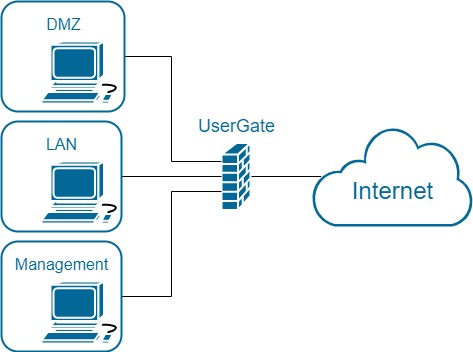 DMZ
LAN
UserGate
Internet
Management